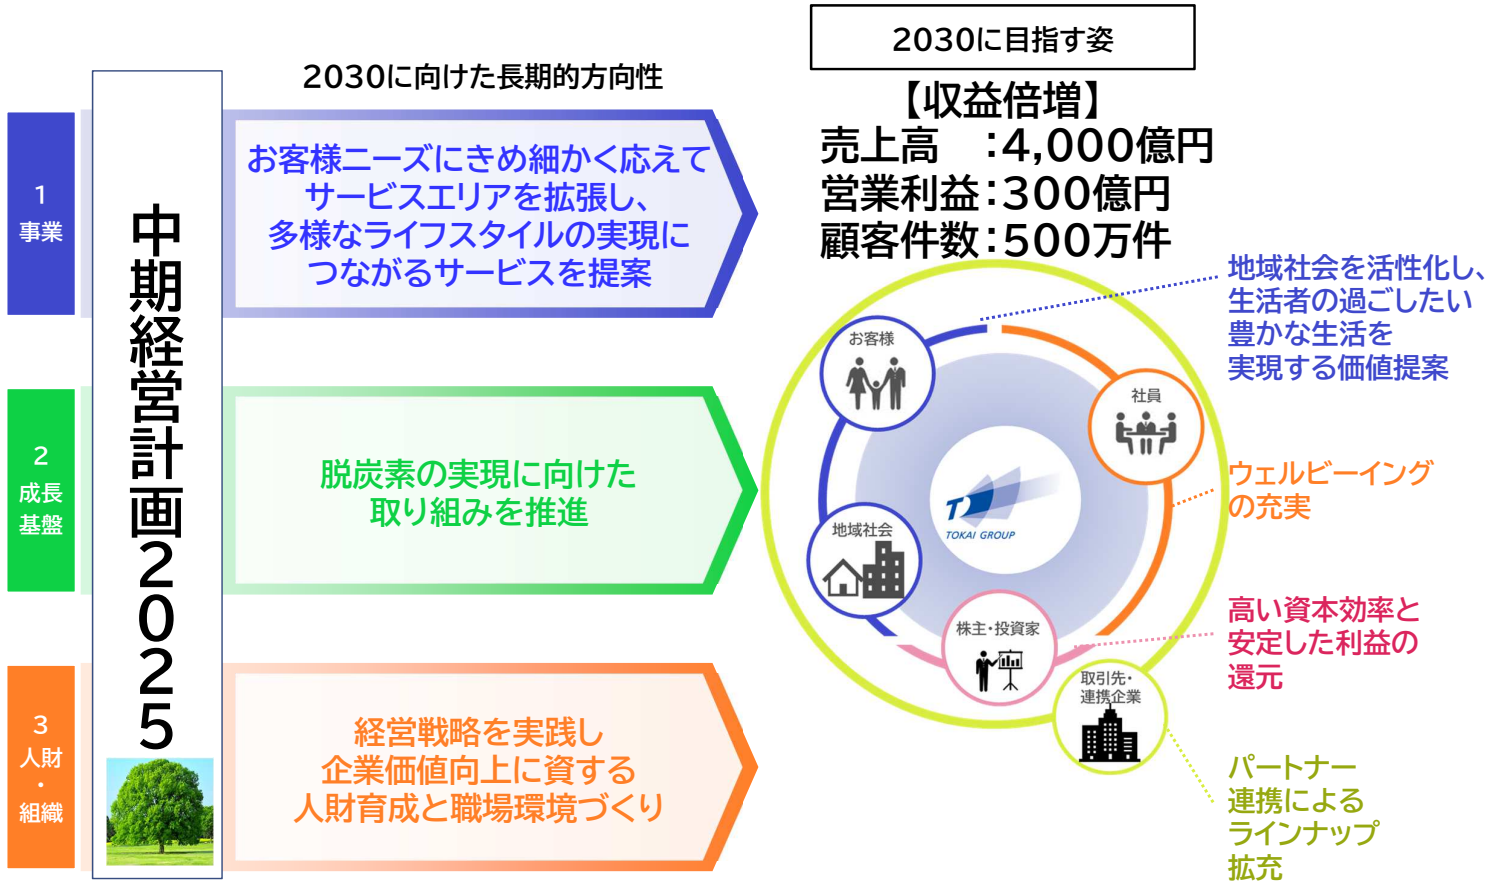 2030に目指す姿
2030に向けた長期的方向性
【収益倍増】
売上高　：4,000億円
営業利益：300億円
顧客件数：500万件
中期経営計画2025
1
事業
お客様ニーズにきめ細かく応えて
サービスエリアを拡張し、
多様なライフスタイルの実現に
つながるサービスを提案
2
成長
基盤
脱炭素の実現に向けた
取り組みを推進
3
人財
・
組織
経営戦略を実践し
企業価値向上に資する
人財育成と職場環境づくり
お客様
社員
地域社会
TOKAI GROUP
株主・投資家
取引先・
連携企業
地域社会を活性化し、
生活者の過ごしたい
豊かな生活を
実現する価値提案
ウェルビーイング
の充実
高い資本効率と
安定した利益の
還元
パートナー
連携による
ラインナップ
拡充